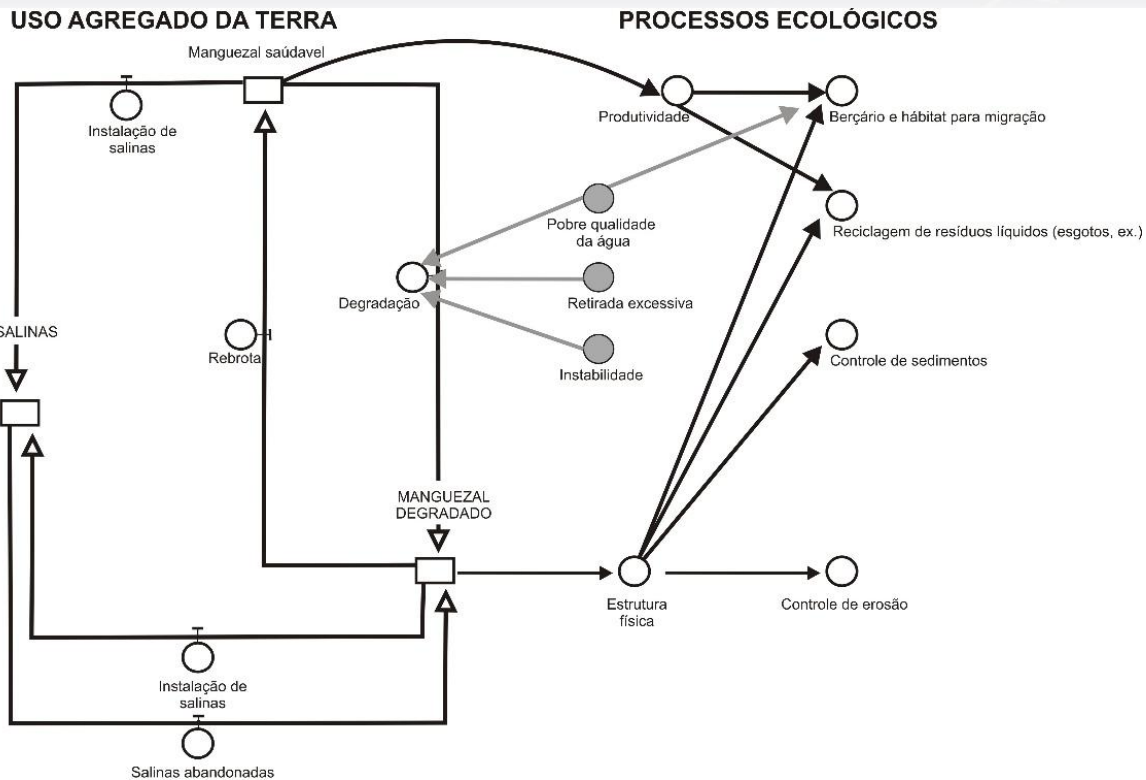 USO AGREGADO DA TERRA
PROCESSOS ECOLÓGICOS
Manguezal saúdavel
Instalação de
salinas
Produtividade
Berçário e hábitat para migração
Pobre qualidade
da água
Reciclagem de resíduos líquidos (esgotos, ex.)
Degradação
Retirada excessiva
SALINAS
Rebrota
Instabilidade
Controle de sedimentos
MANGUEZAL
DEGRADADO
Estrutura
física
Controle de erosão
Instalação de
salinas
Salinas abandonadas